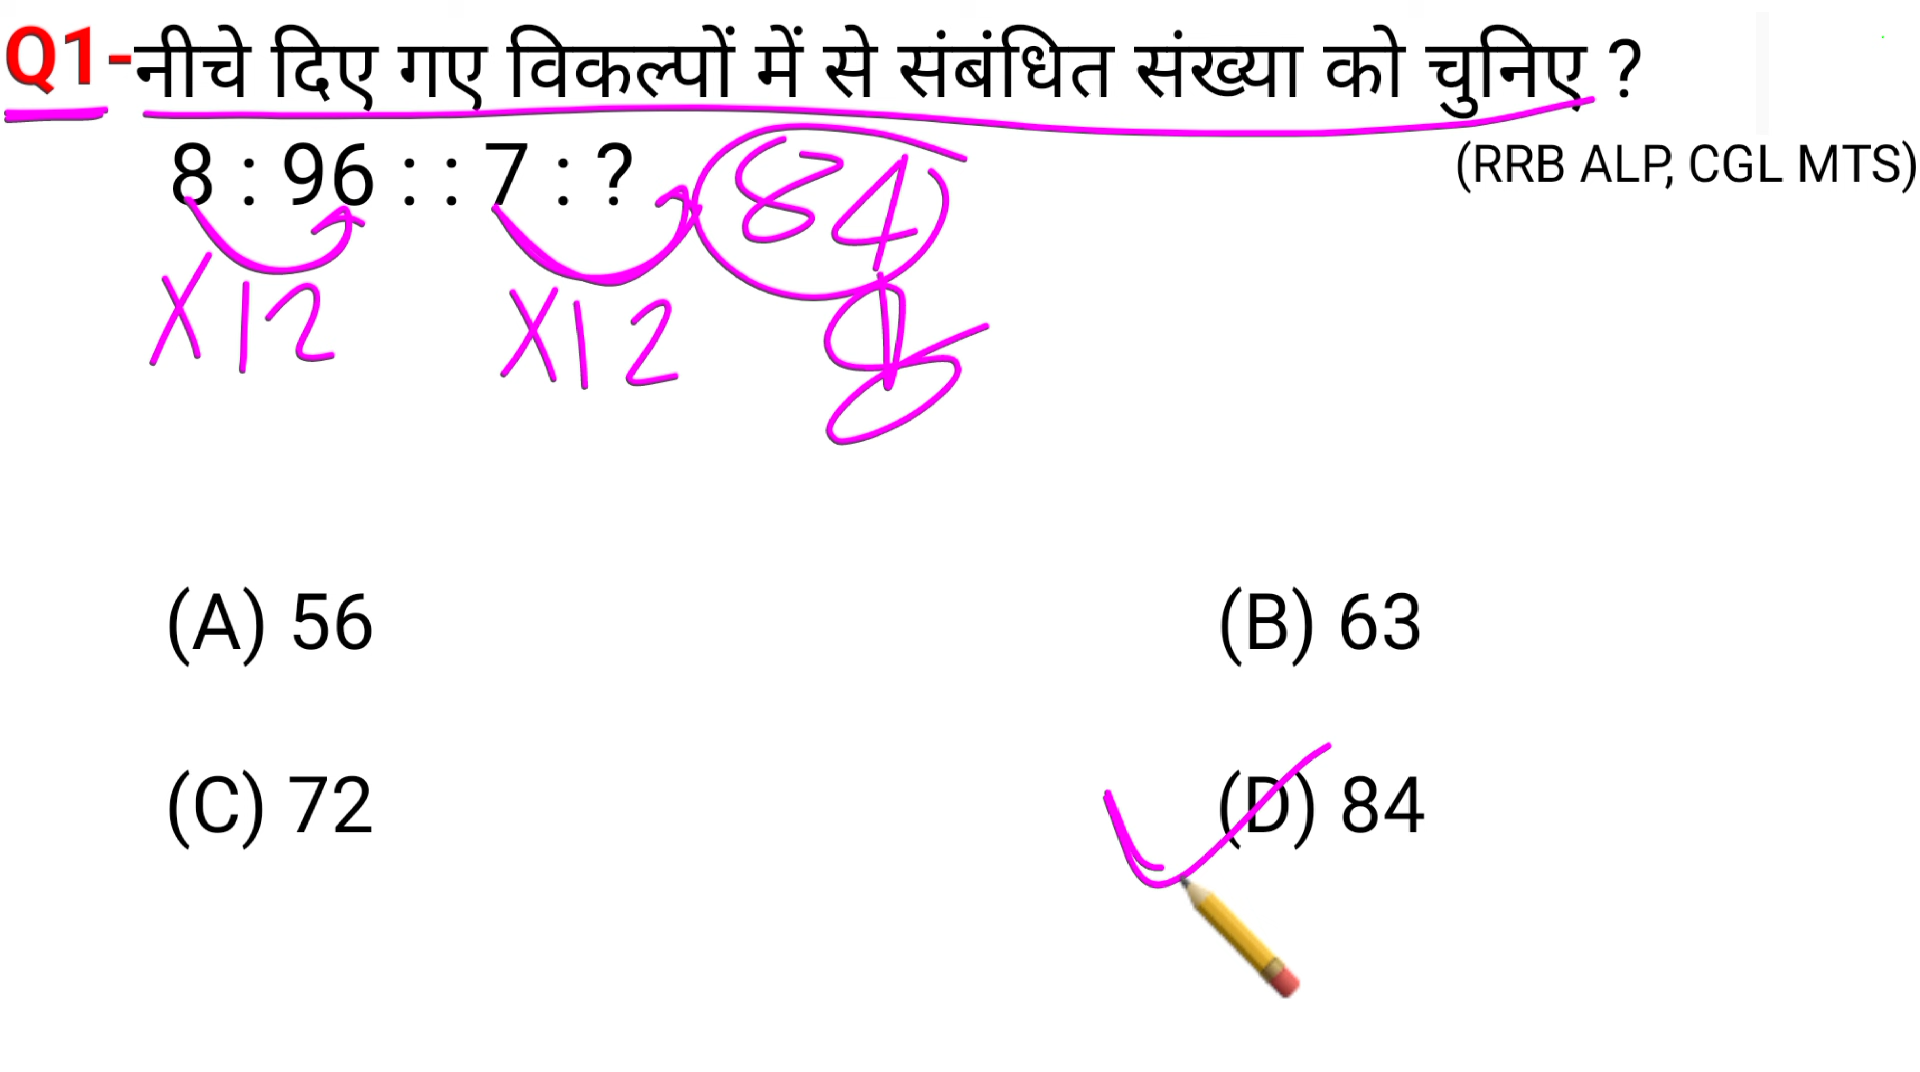 Q1-नीचे दिए गए विकल्पों में से संबंधित संख्या को चुनिए ?
8 : 96 : : 7 : ? 84
(RRB ALP, CGL MTS)
X12 X12
(A) 56 (B) 63
(C) 72 (D) 84